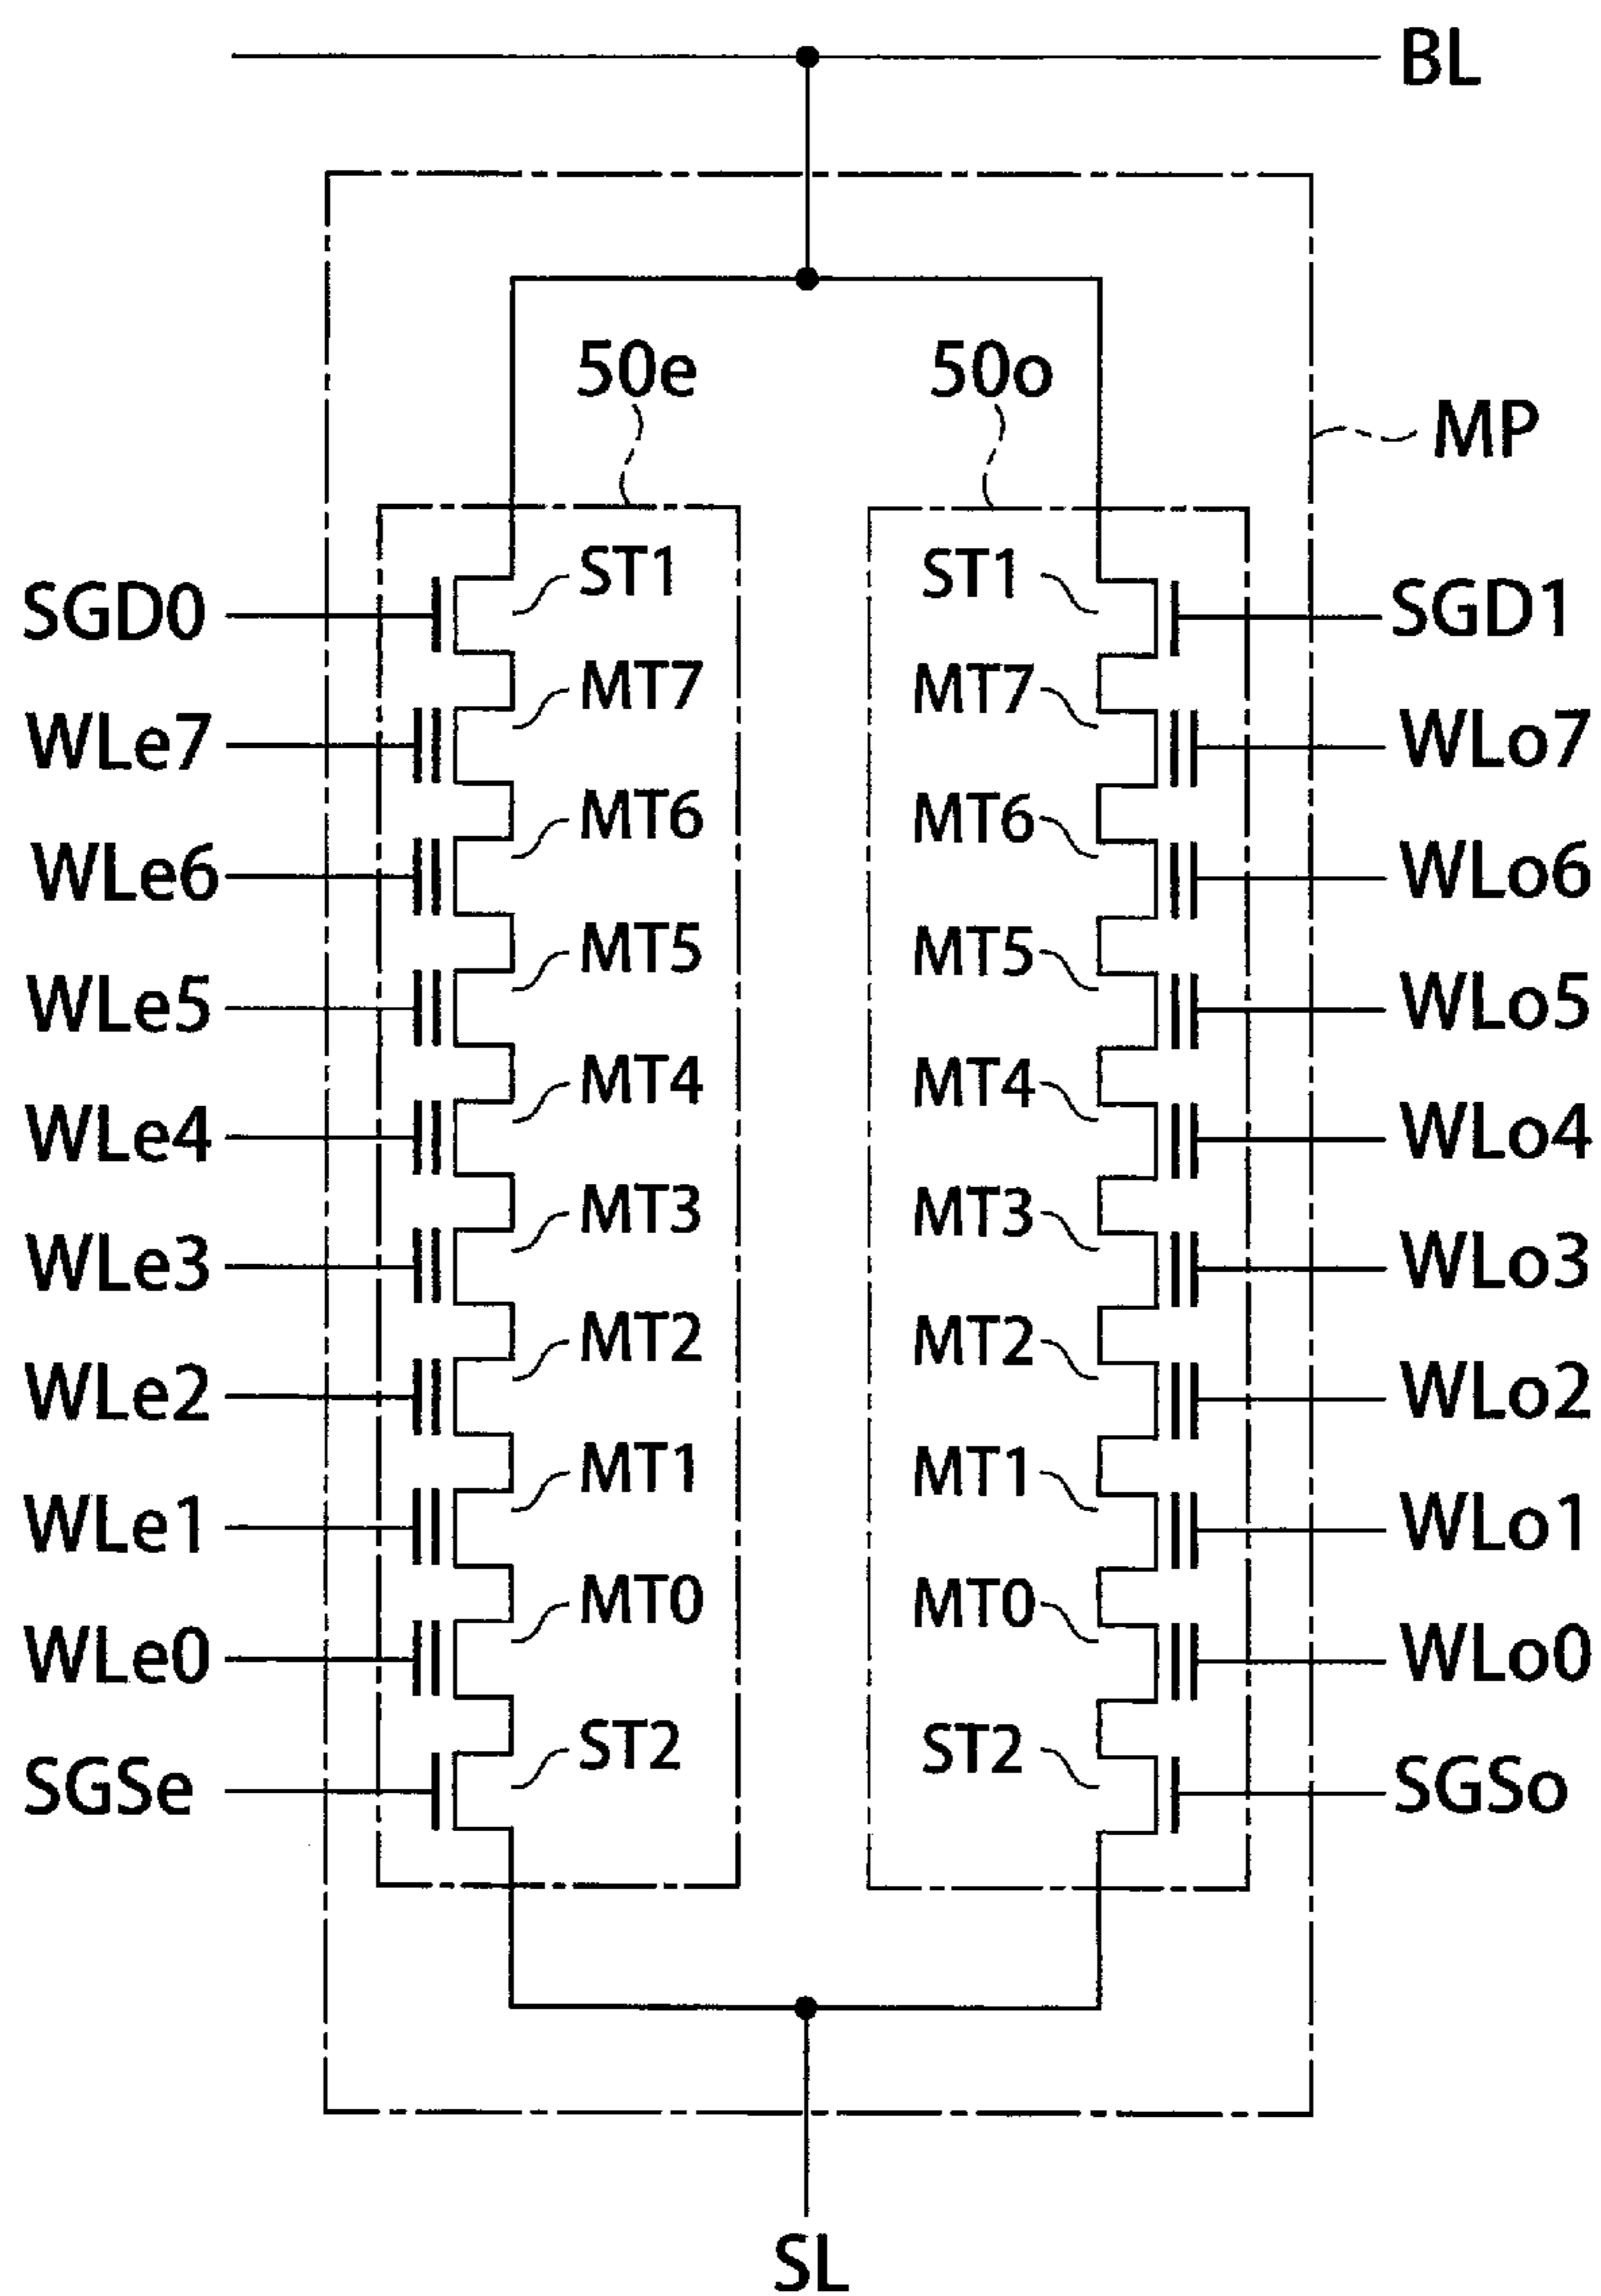 BL
50e 50o
MP
SGD0 ST1 ST1 SGD1
WLe7 MT7 MT7 WLo7
WLe6 MT6 MT6 WLo6
WLe5 MT5 MT5 WLo5
WLe4 MT4 MT4 WLo4
WLe3 MT3 MT3 WLo3
WLe2 MT2 MT2 WLo2
WLe1 MT1 MT1 WLo1
WLe0 MT0 MT0 WLo0
SGSe ST2 ST2 SGSo
SL